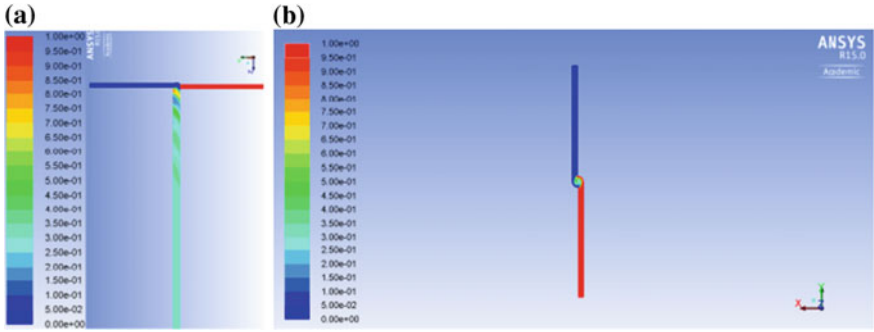 (a)
1.00e+00
9.50e-01
9.00e-01
8.50e-01
8.00e-01
7.50e-01
7.00e-01
6.50e-01
6.00e-01
5.50e-01
5.00e-01
4.50e-01
4.00e-01
3.50e-01
3.00e-01
2.50e-01
2.00e-01
1.50e-01
1.00e-01
5.00e-02
0.00e+00
ANSYS
R15.0
Academic
(b)
1.00e+00
9.50e-01
9.00e-01
8.50e-01
8.00e-01
7.50e-01
7.00e-01
6.50e-01
6.00e-01
5.50e-01
5.00e-01
4.50e-01
4.00e-01
3.50e-01
3.00e-01
2.50e-01
2.00e-01
1.50e-01
1.00e-01
5.00e-02
0.00e+00
ANSYS
R15.0
Academic
Y
X
Z